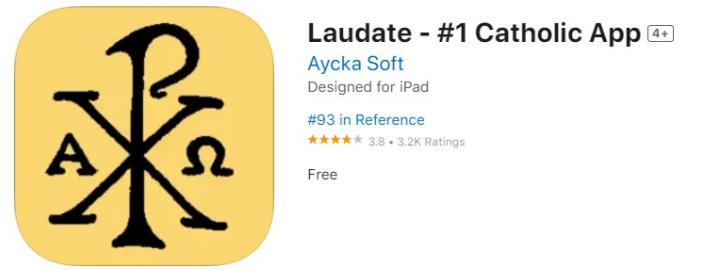 Laudate - #1 Catholic App 4+
Aycka Soft
Designed for iPad
#93 in Reference
3.8 • 3.2K Ratings
Free
Α Ω